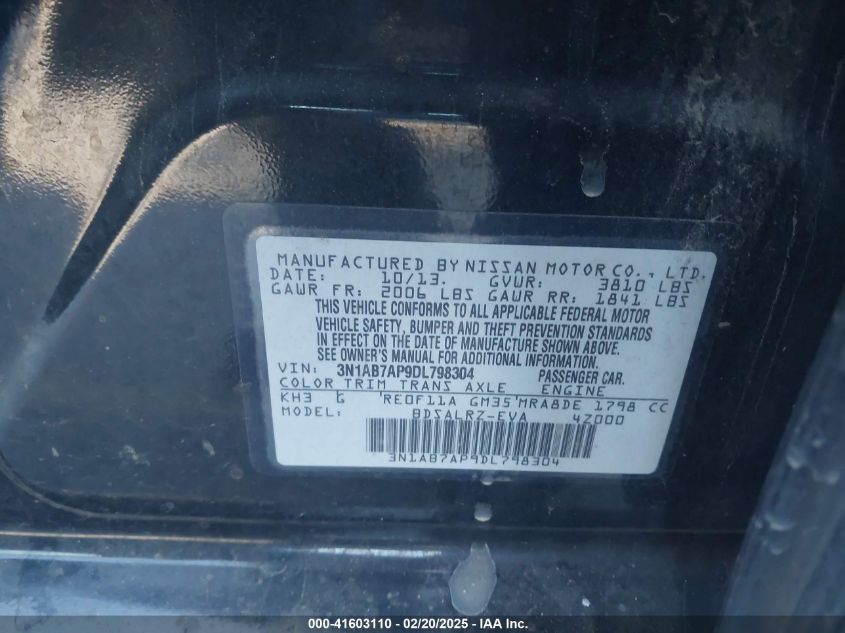 MANUFACTURED BY NISSAN MOTOR CO., LTD.
DATE: 10/13. GVWR: 3810 LBS
GAWR FR: 2006 LBS GAWR RR: 1841 LBS
THIS VEHICLE CONFORMS TO ALL APPLICABLE FEDERAL MOTOR
VEHICLE SAFETY, BUMPER AND THEFT PREVENTION STANDARDS
IN EFFECT ON THE DATE OF MANUFACTURE SHOWN ABOVE.
SEE OWNER'S MANUAL FOR ADDITIONAL INFORMATION.
VIN: 3N1AB7AP9DL798304 PASSENGER CAR.
COLOR TRIM TRANS AXLE ENGINE
KH3 G RE0F11A GM35 MRA8DE 1798 CC
MODEL: BDSALRZ-EVA 4Z000
3N1AB7AP9DL798304
000-41603110 - 02/20/2025 - IAA, Inc.